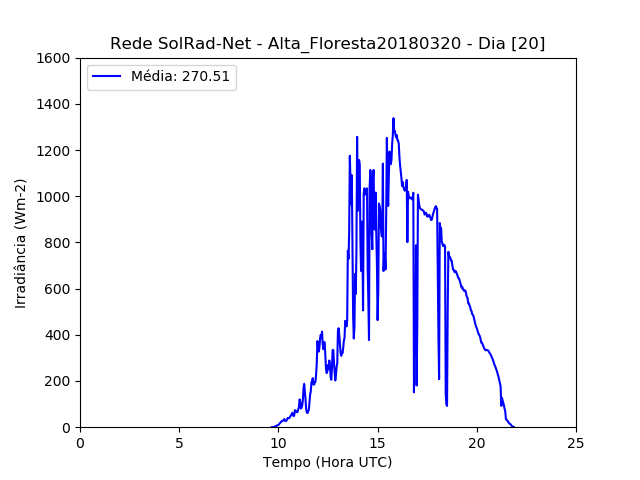 Rede SolRad-Net - Alta_Floresta20180320 - Dia [20]
Média: 270.51
1600
1400
1200
1000
800
600
400
200
0
Irradiância (Wm-2)
0 5 10 15 20 25
Tempo (Hora UTC)